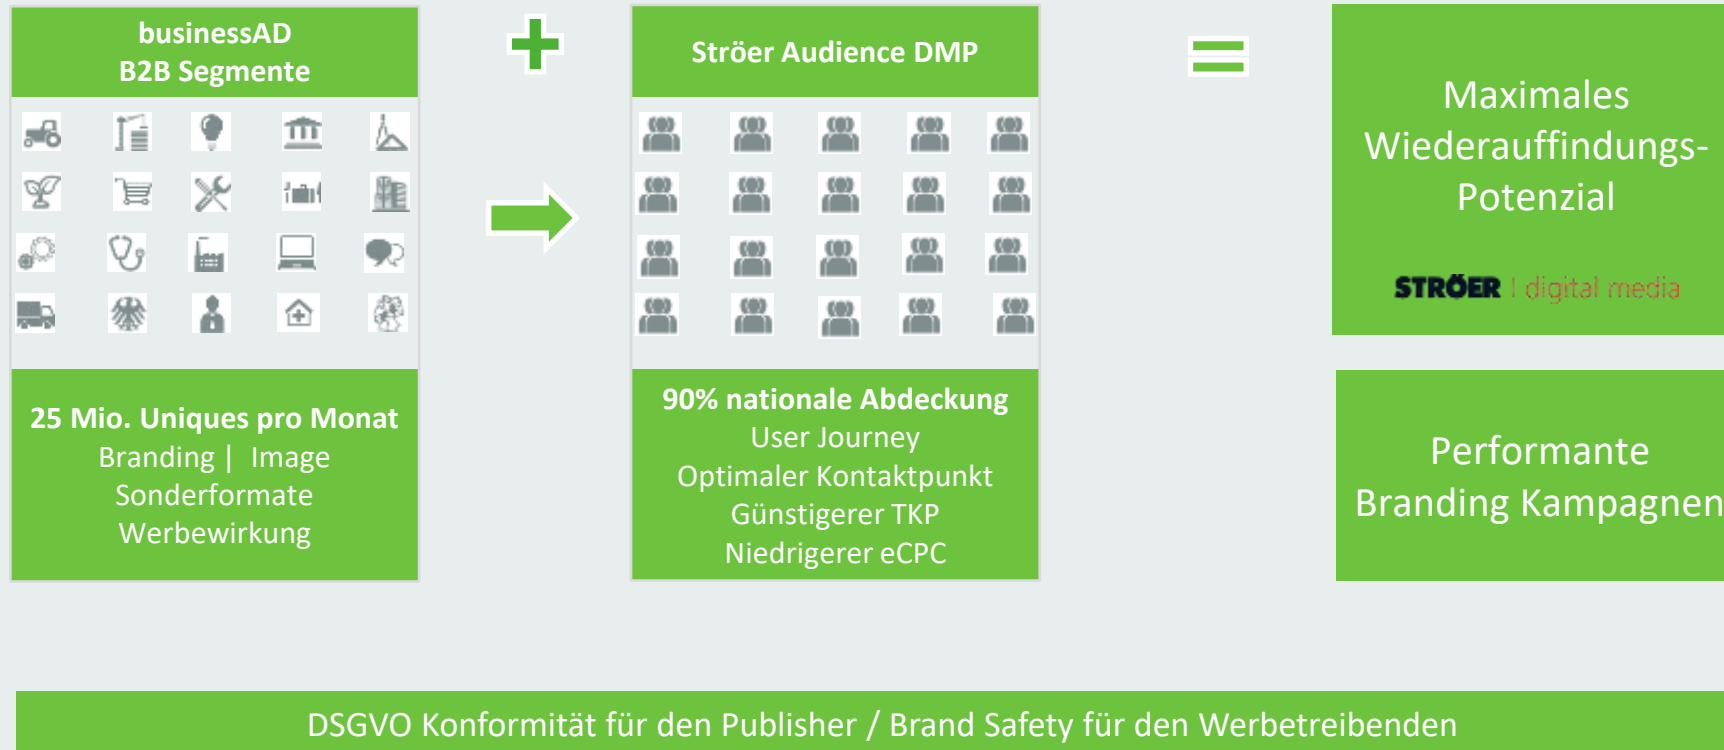 businessAD
B2B Segmente
25 Mio. Uniques pro Monat
Branding | Image
Sonderformate
Werbewirkung
Ströer Audience DMP
90% nationale Abdeckung
User Journey
Optimaler Kontaktpunkt
Günstigerer TKP
Niedrigerer eCPC
Maximales
Wiederauffindungs-
Potenzial
STRÖER | digital media
Performante
Branding Kampagnen
DSGVO Konformität für den Publisher / Brand Safety für den Werbetreibenden